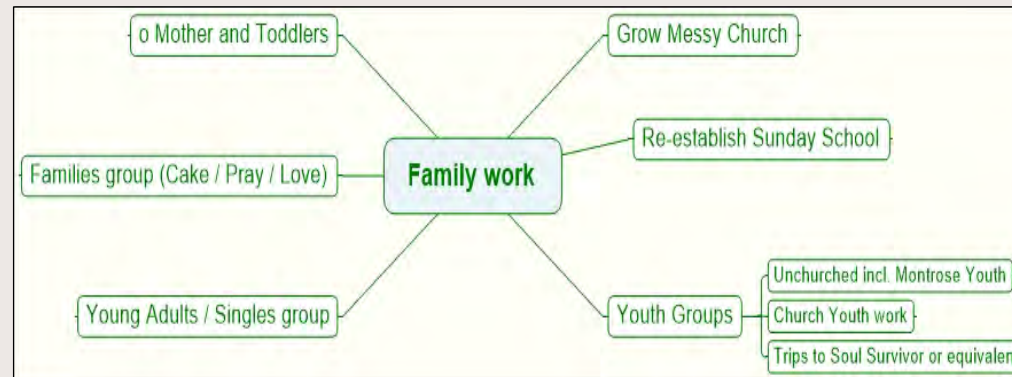 o Mother and Toddlers
Grow Messy Church
Re-establish Sunday School
Families group (Cake / Pray / Love)
Family work
Young Adults / Singles group
Youth Groups
Unchurched incl. Montrose Youth
Church Youth work
Trips to Soul Survivor or equivalen